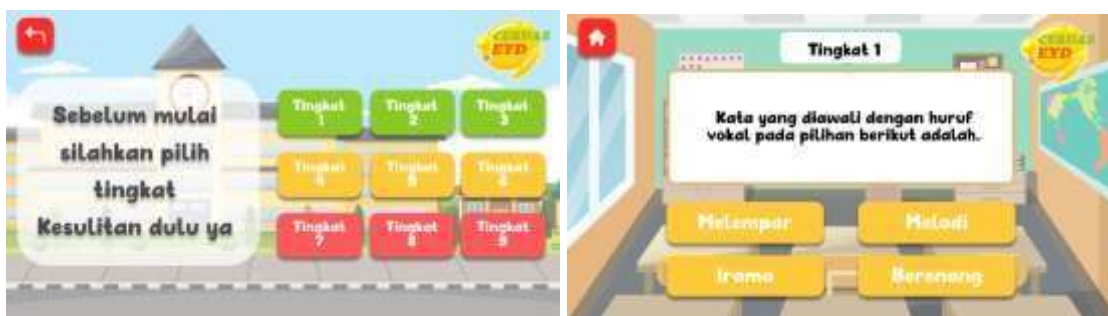 CERDAS
EYD
Sebelum mulai
silahkan pilih
tingkat
Kesulitan dulu ya
Tingkat 1
Tingkat 2
Tingkat 3
Tingkat 4
Tingkat 5
Tingkat 6
Tingkat 7
Tingkat 8
Tingkat 9
Tingkat 1
CERDAS
EYD
Kata yang diawali dengan huruf
vokal pada pilihan berikut adalah.
Melempar
Melodi
Irama
Berenang